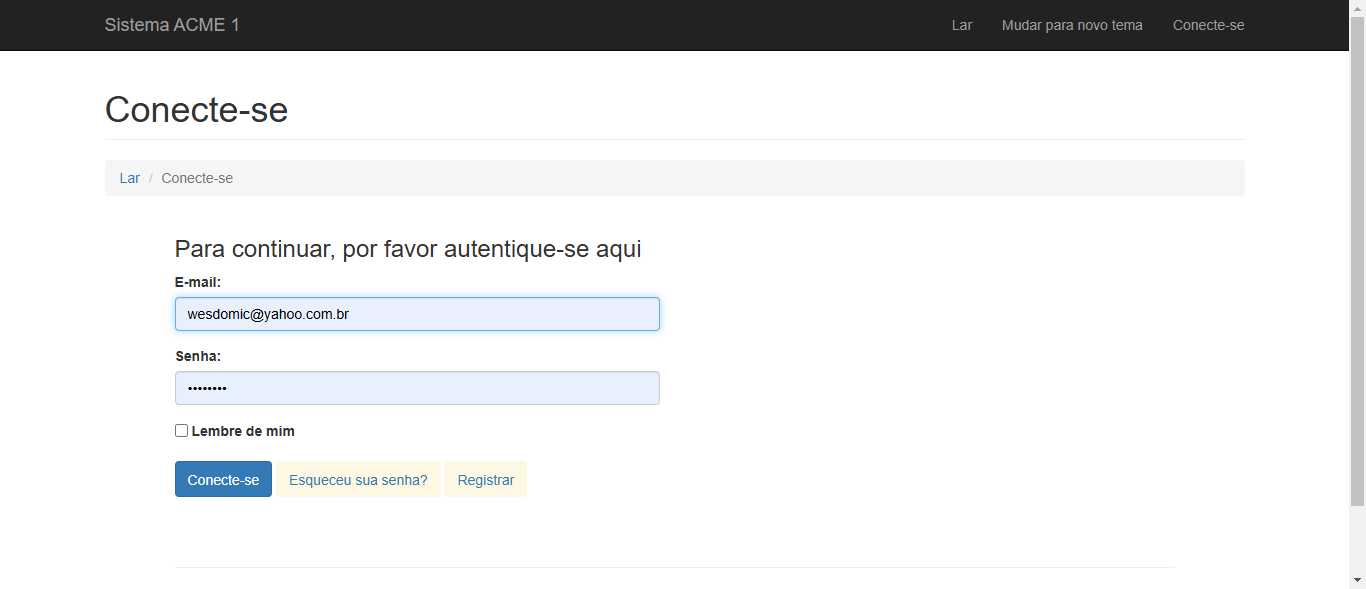 Sistema ACME 1 Lar Mudar para novo tema Conecte-se
Conecte-se
Lar / Conecte-se
Para continuar, por favor autentique-se aqui
E-mail:
wesdomic@yahoo.com.br
Senha:
••••••••
Lembre de mim
Conecte-se Esqueceu sua senha? Registrar